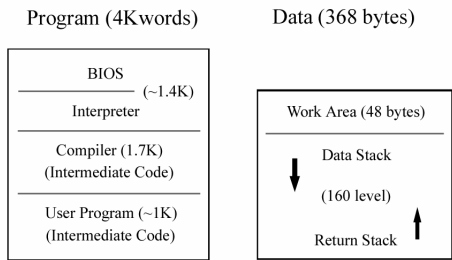 Program (4Kwords)
BIOS
(~1.4K)
Interpreter
Compiler (1.7K)
(Intermediate Code)
User Program (~1K)
(Intermediate Code)
Data (368 bytes)
Work Area (48 bytes)
Data Stack
(160 level)
Return Stack